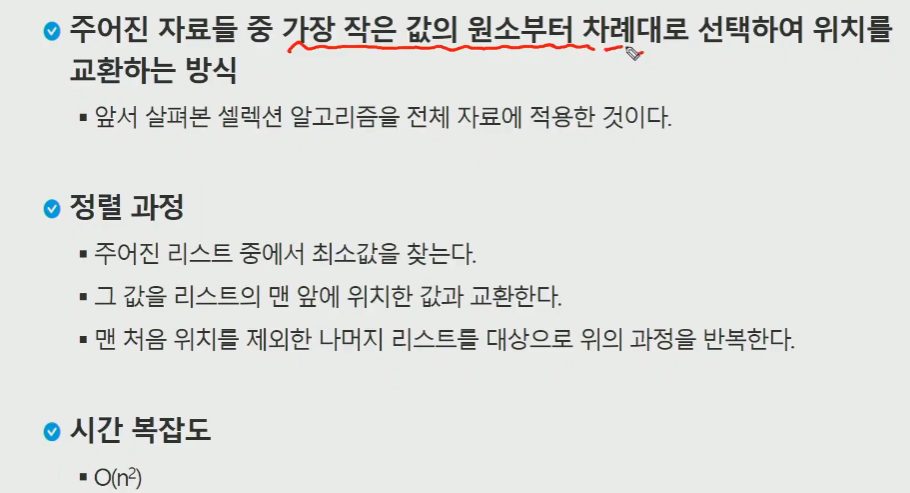 주어진 자료들 중 가장 작은 값의 원소부터 차례대로 선택하여 위치를
교환하는 방식
▪ 앞서 살펴본 셀렉션 알고리즘을 전체 자료에 적용한 것이다.
정렬 과정
▪ 주어진 리스트 중에서 최소값을 찾는다.
▪ 그 값을 리스트의 맨 앞에 위치한 값과 교환한다.
▪ 맨 처음 위치를 제외한 나머지 리스트를 대상으로 위의 과정을 반복한다.
시간 복잡도
▪ O(n²)